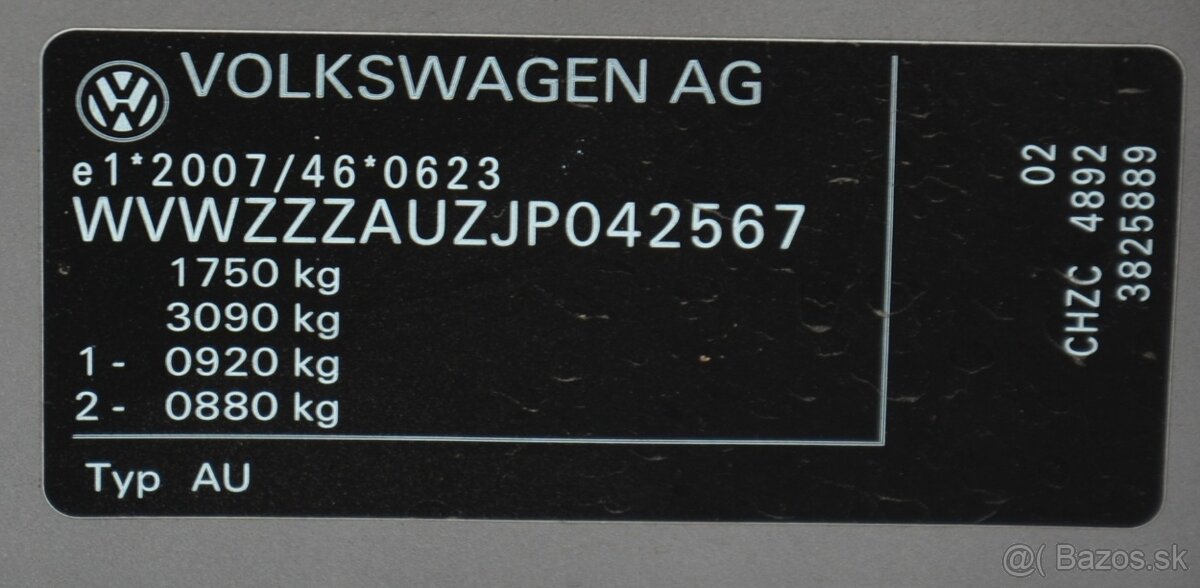 VOLKSWAGEN AG
e1*2007/46*0623
WVWZZZAUZJP042567
1750 kg
3090 kg
1- 0920 kg
2- 0880 kg
Typ AU
02
CHZC 4892
3825889
@( Bazos.sk